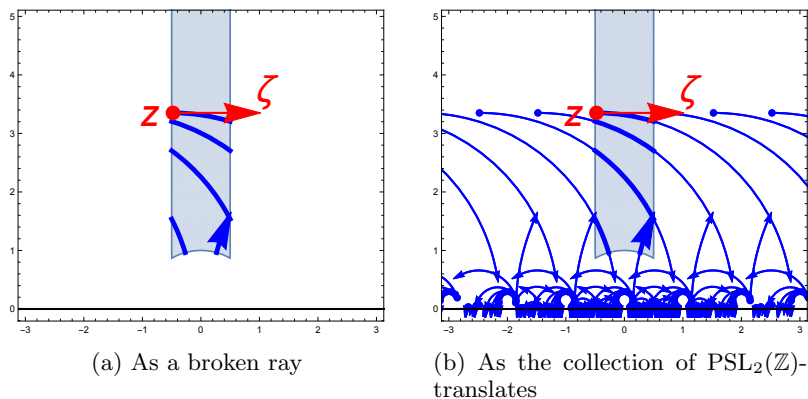 5
4
3
2
1
0
z
ζ
-3 -2 -1 0 1 2 3
5
4
3
2
1
0
z
ζ
-3 -2 -1 0 1 2 3
(a) As a broken ray
(b) As the collection of PSL₂(ℤ)-
translates